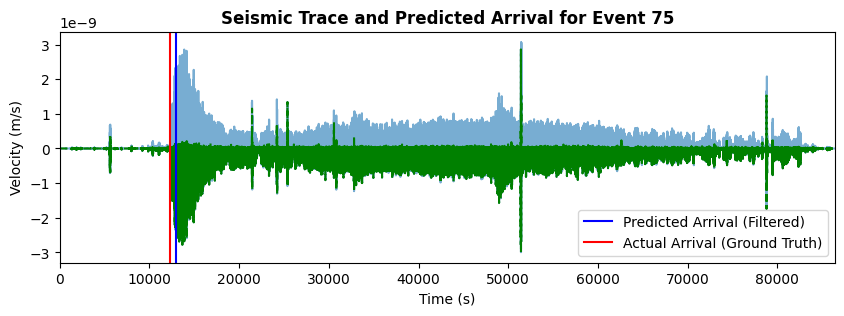 Seismic Trace and Predicted Arrival for Event 75
1e−9
3
2
1
0
−1
−2
−3
Velocity (m/s)
0 10000 20000 30000 40000 50000 60000 70000 80000
Time (s)
Predicted Arrival (Filtered)
Actual Arrival (Ground Truth)